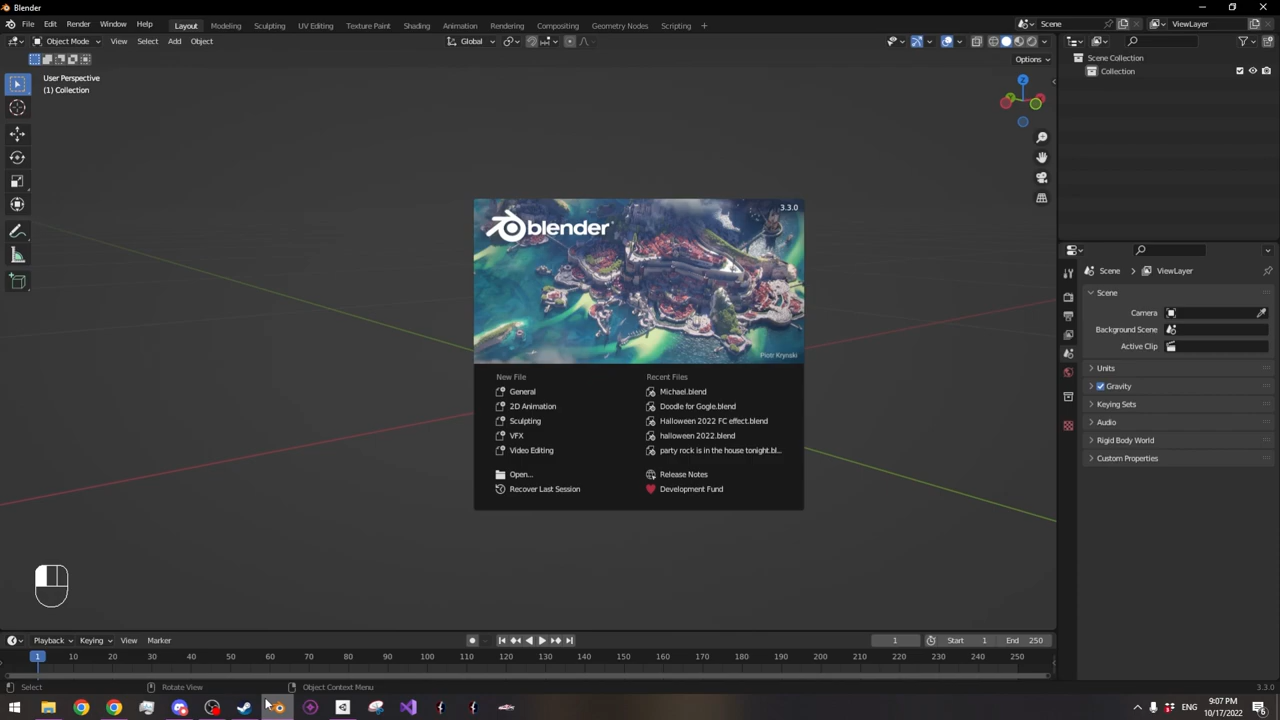 Blender
File Edit Render Window Help Layout Modeling Sculpting UV Editing Texture Paint Shading Animation Rendering Compositing Geometry Nodes Scripting + Scene ViewLayer
Object Mode View Select Add Object Global
Options
User Perspective
(1) Collection
Z
Y
Scene Collection
Collection
3.3.0
blender
Piotr Krynski
New File Recent Files
General Michael.blend
2D Animation Doodle for Gogle.blend
Sculpting Halloween 2022 FC effect.blend
VFX halloween 2022.blend
Video Editing party rock is in the house tonight.bl...
Open... Release Notes
Recover Last Session Development Fund
Scene ViewLayer
Scene
Camera
Background Scene
Active Clip
Units
Gravity
Keying Sets
Audio
Rigid Body World
Custom Properties
Playback Keying View Marker 1 Start 1 End 250
1 10 20 30 40 50 60 70 80 90 100 110 120 130 140 150 160 170 180 190 200 210 220 230 240 250
Select Rotate View Object Context Menu 3.3.0
9:07 PM
10/17/2022